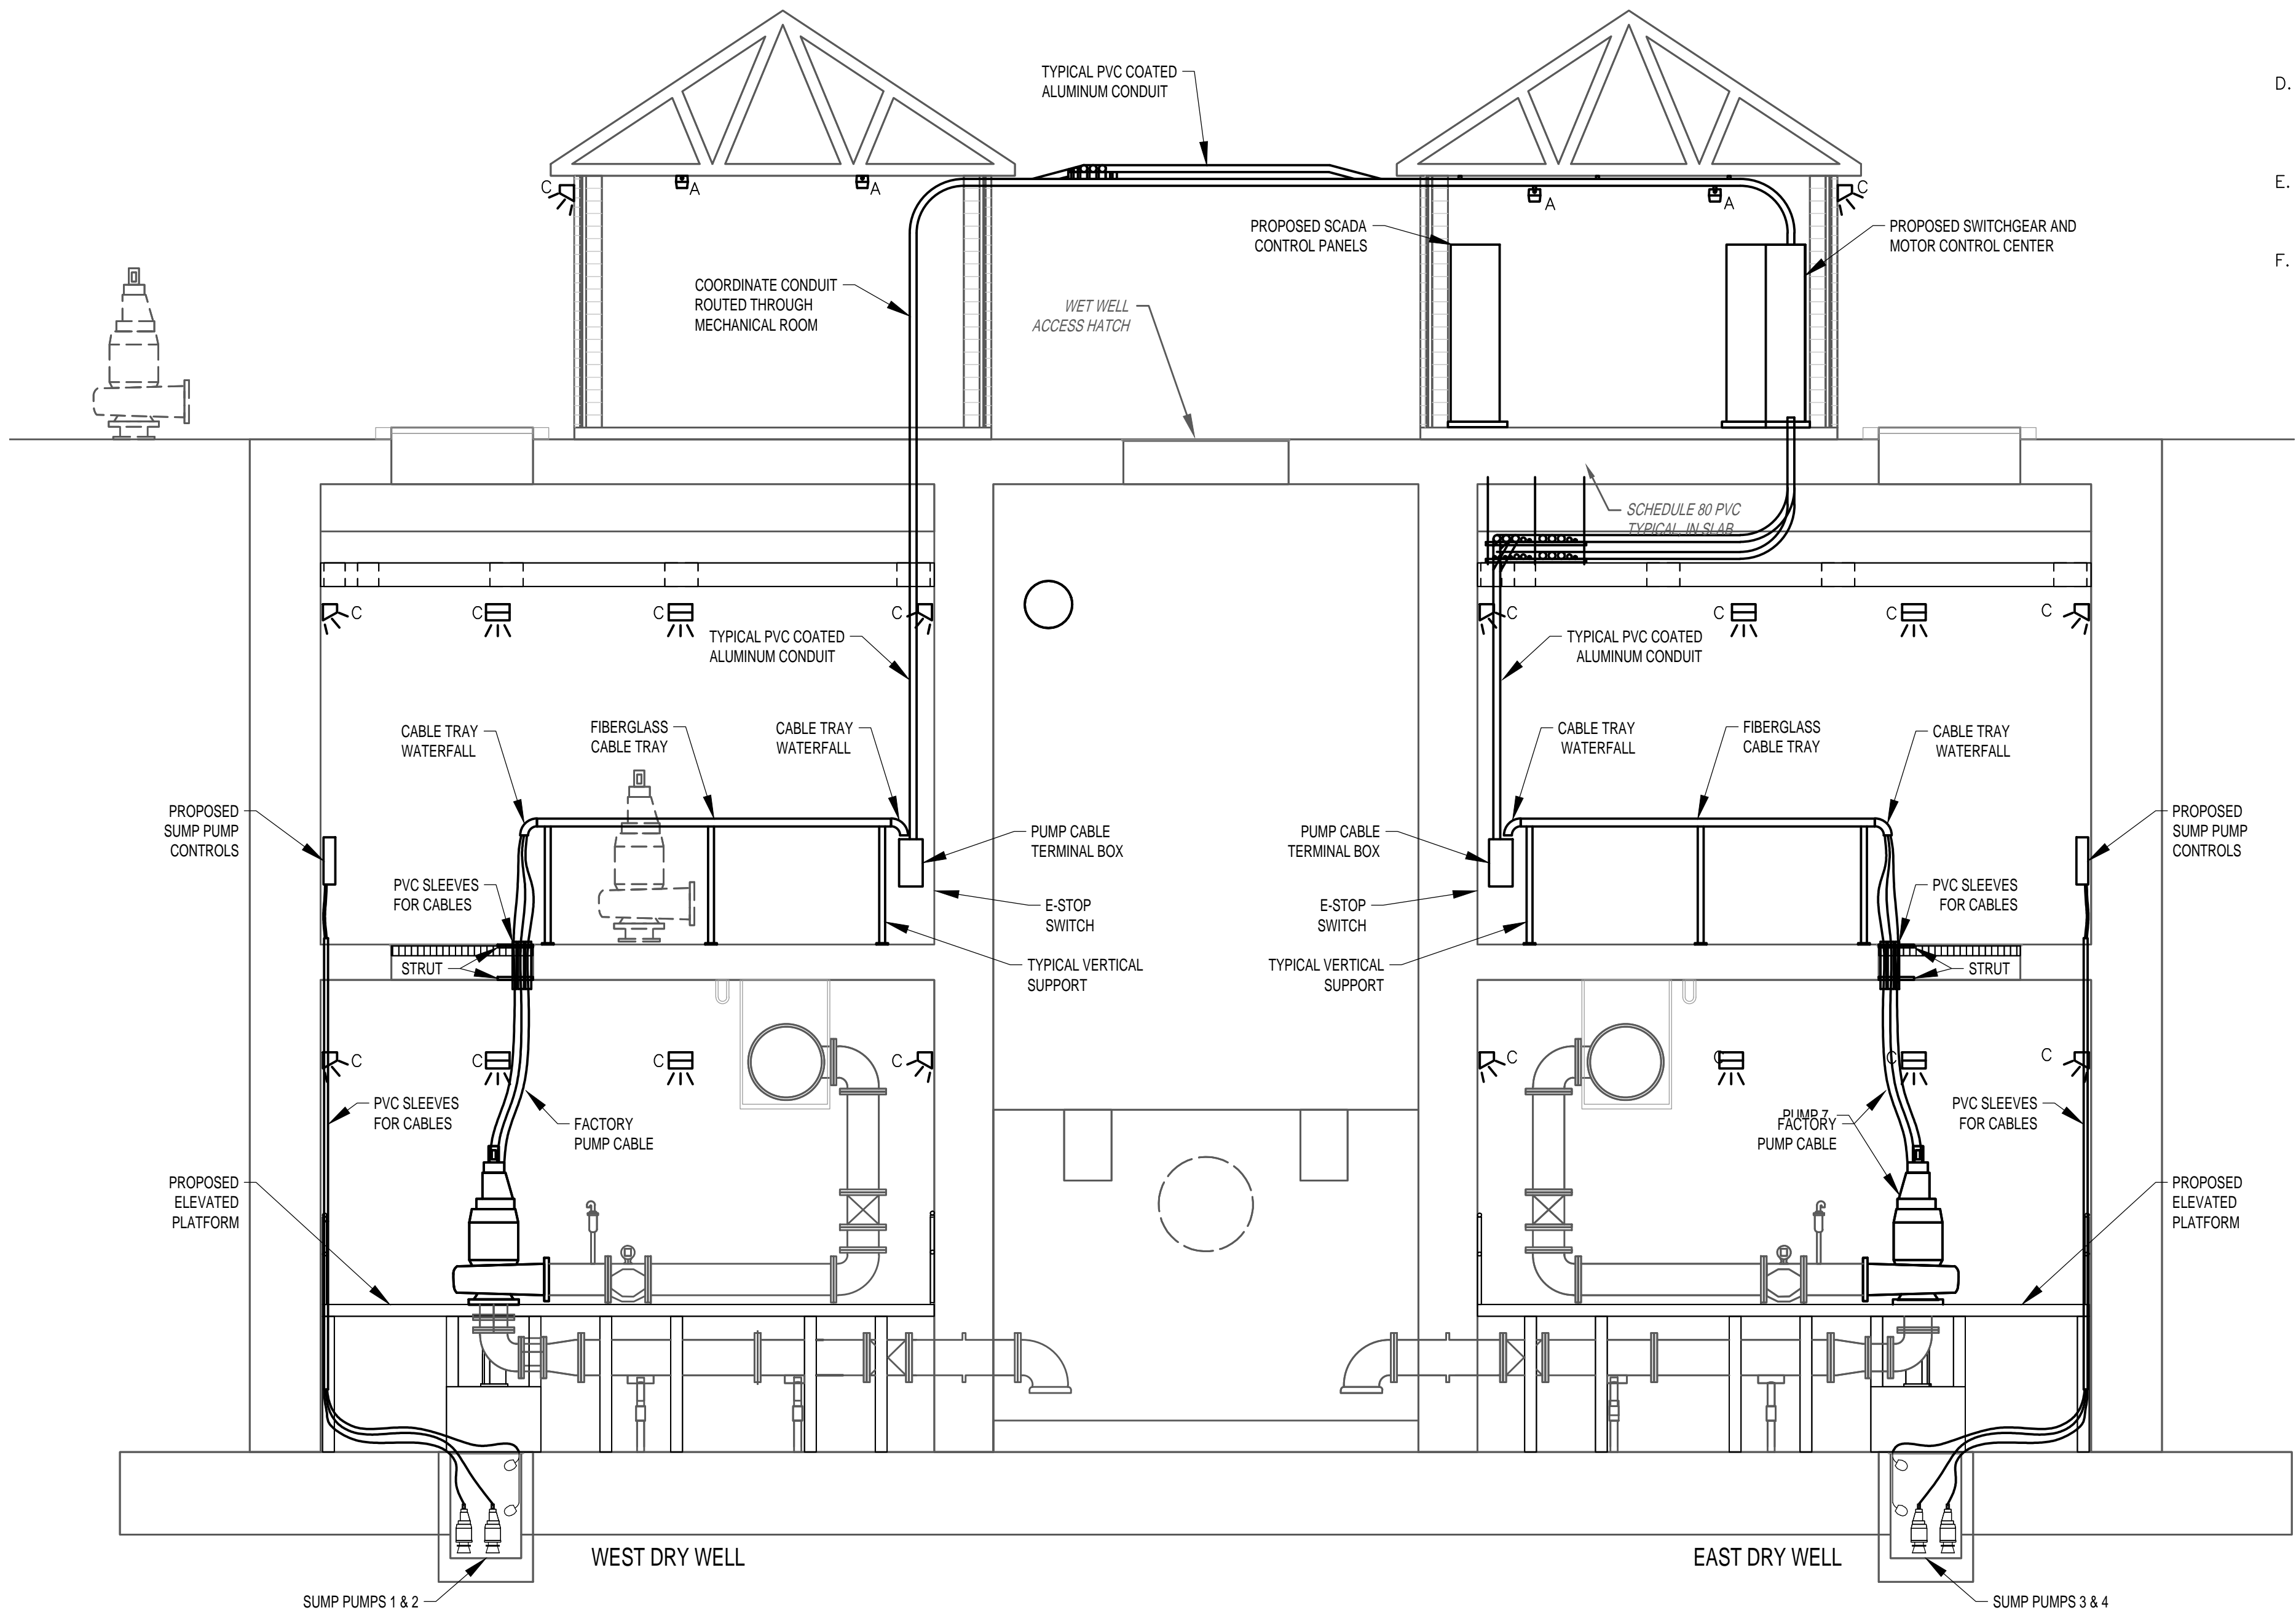 TYPICAL PVC COATED
ALUMINUM CONDUIT
D.
C
A
A
A
A
C
E.
PROPOSED SCADA
CONTROL PANELS
PROPOSED SWITCHGEAR AND
MOTOR CONTROL CENTER
F.
COORDINATE CONDUIT
ROUTED THROUGH
MECHANICAL ROOM
WET WELL
ACCESS HATCH
SCHEDULE 80 PVC
TYPICAL, IN SLAB
C
C
C
C
C
C
C
C
TYPICAL PVC COATED
ALUMINUM CONDUIT
TYPICAL PVC COATED
ALUMINUM CONDUIT
CABLE TRAY
WATERFALL
FIBERGLASS
CABLE TRAY
CABLE TRAY
WATERFALL
CABLE TRAY
WATERFALL
FIBERGLASS
CABLE TRAY
CABLE TRAY
WATERFALL
PROPOSED
SUMP PUMP
CONTROLS
PUMP CABLE
TERMINAL BOX
PUMP CABLE
TERMINAL BOX
PROPOSED
SUMP PUMP
CONTROLS
PVC SLEEVES
FOR CABLES
E-STOP
SWITCH
E-STOP
SWITCH
PVC SLEEVES
FOR CABLES
STRUT
TYPICAL VERTICAL
SUPPORT
TYPICAL VERTICAL
SUPPORT
STRUT
C
C
C
C
C
C
C
C
PVC SLEEVES
FOR CABLES
FACTORY
PUMP CABLE
PUMP 7
FACTORY
PUMP CABLE
PVC SLEEVES
FOR CABLES
PROPOSED
ELEVATED
PLATFORM
PROPOSED
ELEVATED
PLATFORM
WEST DRY WELL
EAST DRY WELL
SUMP PUMPS 1 & 2
SUMP PUMPS 3 & 4